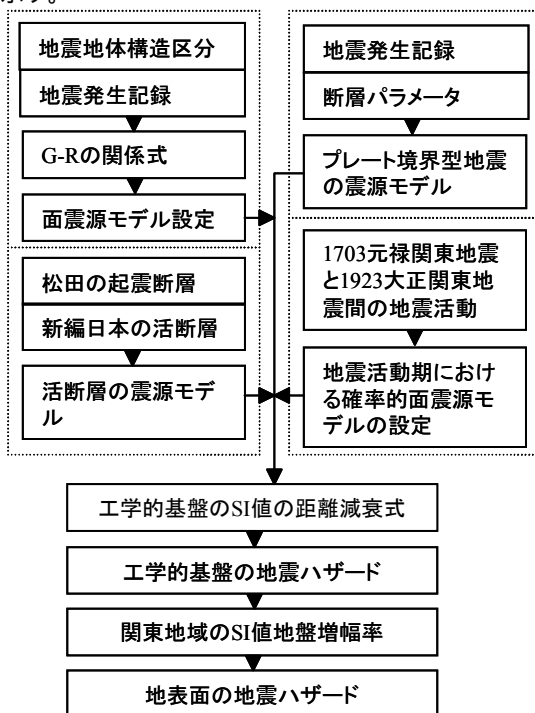 地震地体構造区分
地震発生記録
G-Rの関係式
面震源モデル設定
松田の起震断層
新編日本の活断層
活断層の震源モデ
ル
地震発生記録
断層パラメータ
プレート境界型地震
の震源モデル
1703元禄関東地震
と1923大正関東地
震間の地震活動
地震活動期におけ
る確率的面震源モ
デルの設定
工学的基盤のSI値の距離減衰式
工学的基盤の地震ハザード
関東地域のSI値地盤増幅率
地表面の地震ハザード